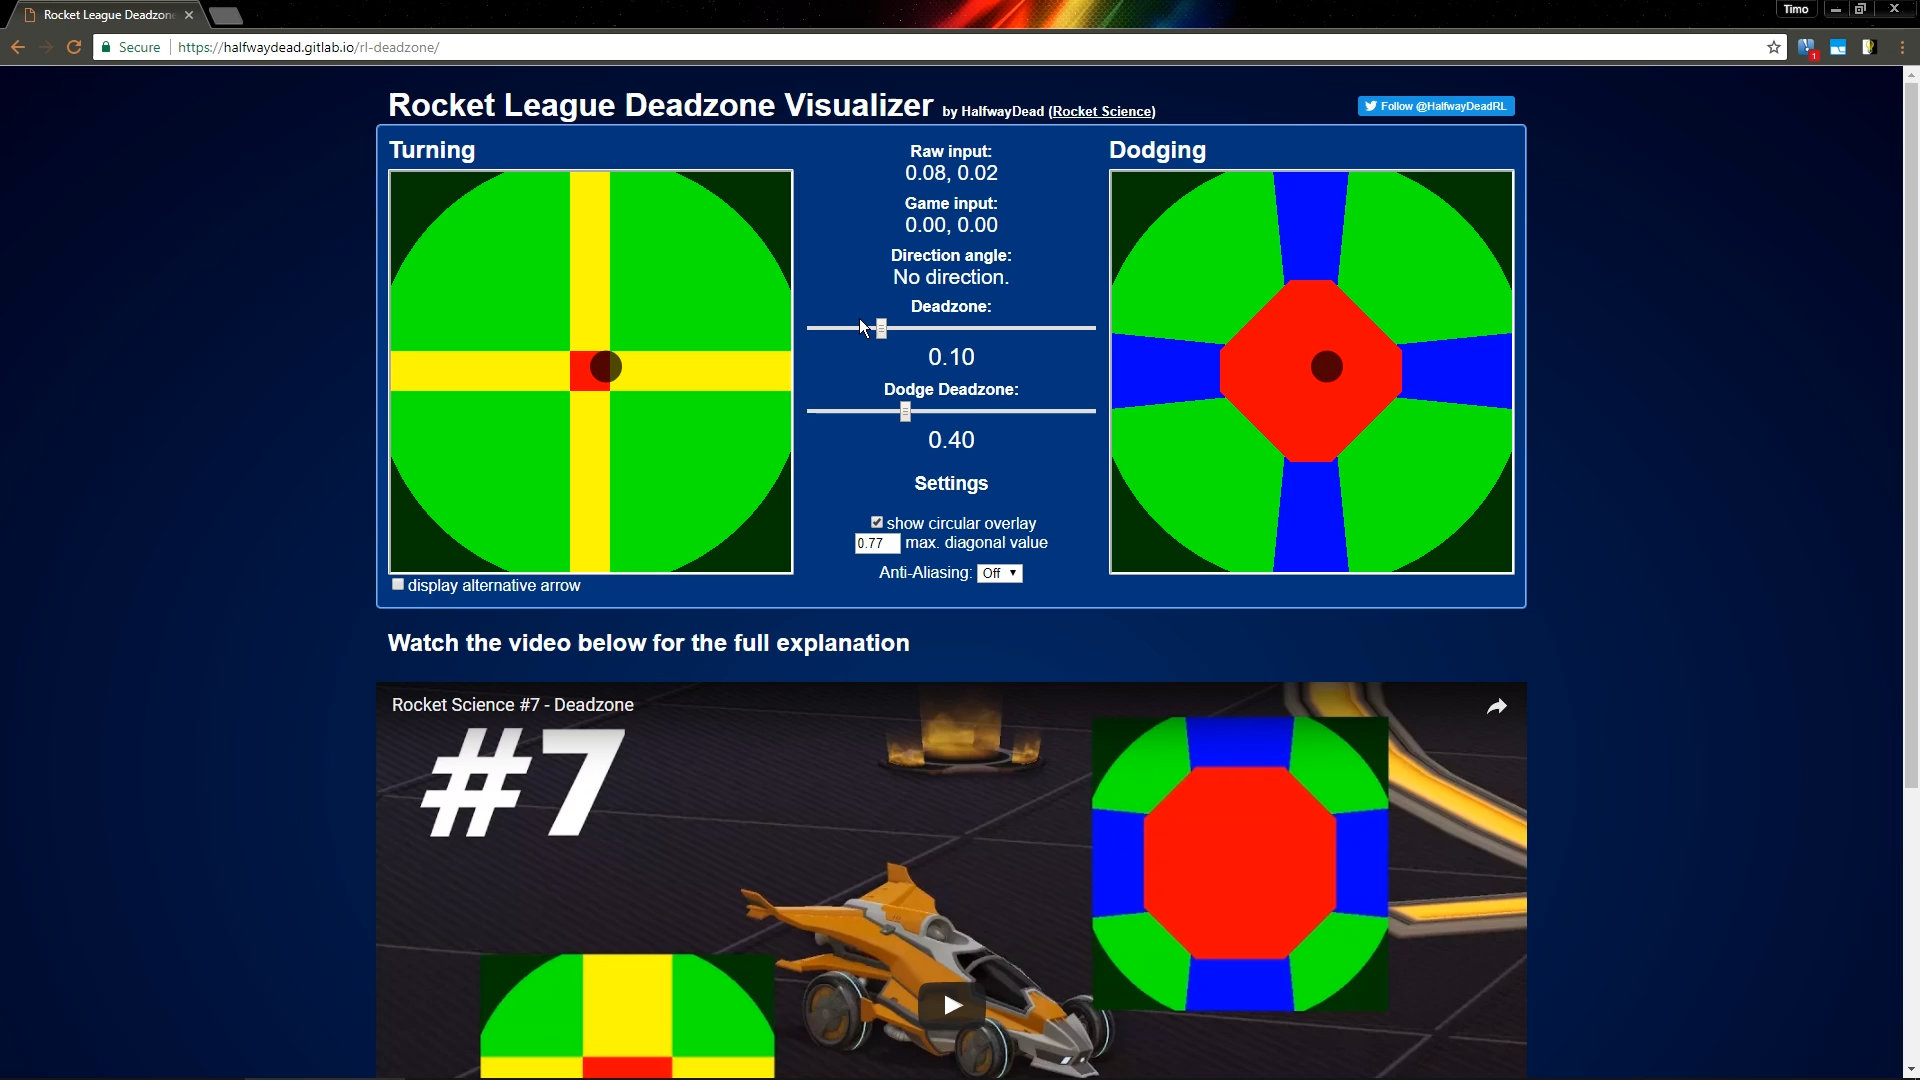 Rocket League Deadzone
Timo
Secure
https://halfwaydead.gitlab.io/rl-deadzone/
1
Rocket League Deadzone Visualizer by HalfwayDead (Rocket Science)
Follow @HalfwayDeadRL
Turning
Raw input:
0.08, 0.02
Game input:
0.00, 0.00
Direction angle:
No direction.
Deadzone:
0.10
Dodge Deadzone:
0.40
Settings
show circular overlay
0.77 max. diagonal value
Anti-Aliasing: Off
Dodging
display alternative arrow
Watch the video below for the full explanation
Rocket Science #7 - Deadzone
#7